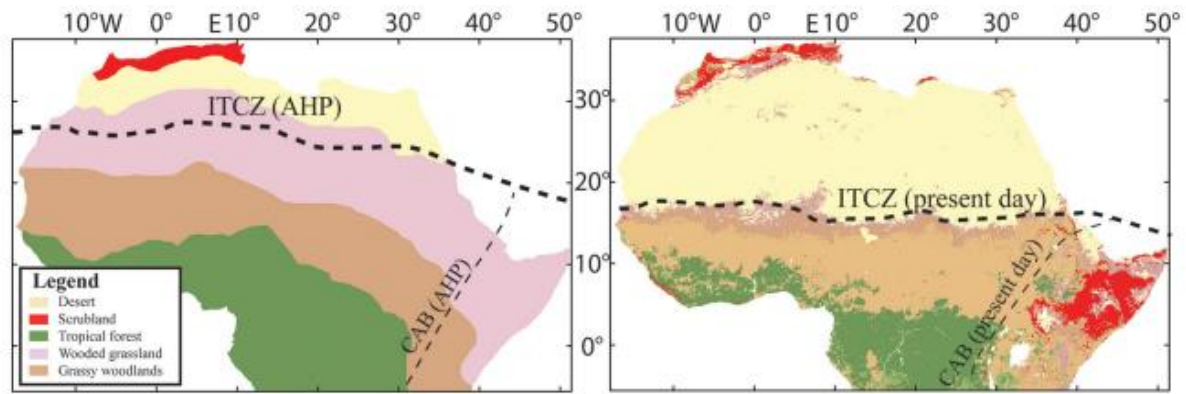 10°W 0° E10° 20° 30° 40° 50°
ITCZ (AHP)
CAB (AHP)
Legend
Desert
Scrubland
Tropical forest
Wooded grassland
Grassy woodlands
30°
20°
10°
0°
10° 0° 10° 20° 30° 40° 50°
ITCZ (present day)
CAB (present day)